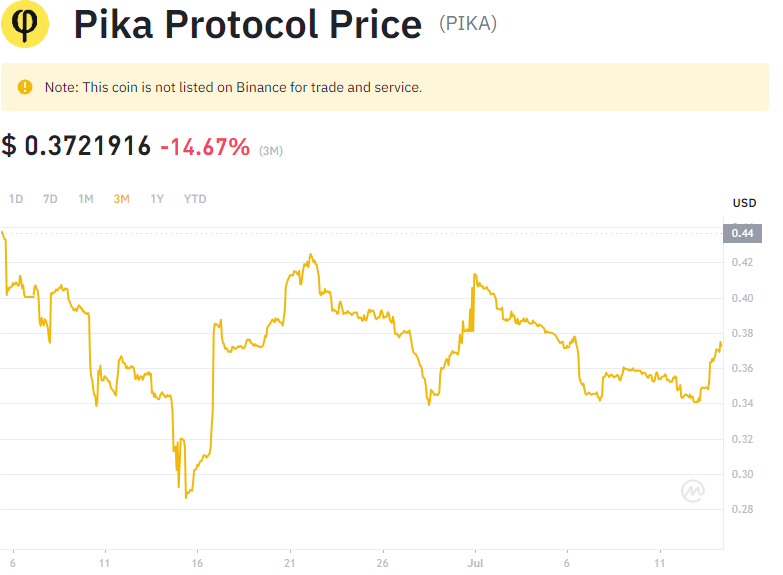 Pika Protocol Price (PIKA)
Note: This coin is not listed on Binance for trade and service.
$ 0.3721916 -14.67% (3M)
1D 7D 1M 3M 1Y YTD
USD
0.44
0.42
0.40
0.38
0.36
0.34
0.32
0.30
0.28
6 11 16 21 26 Jul 6 11